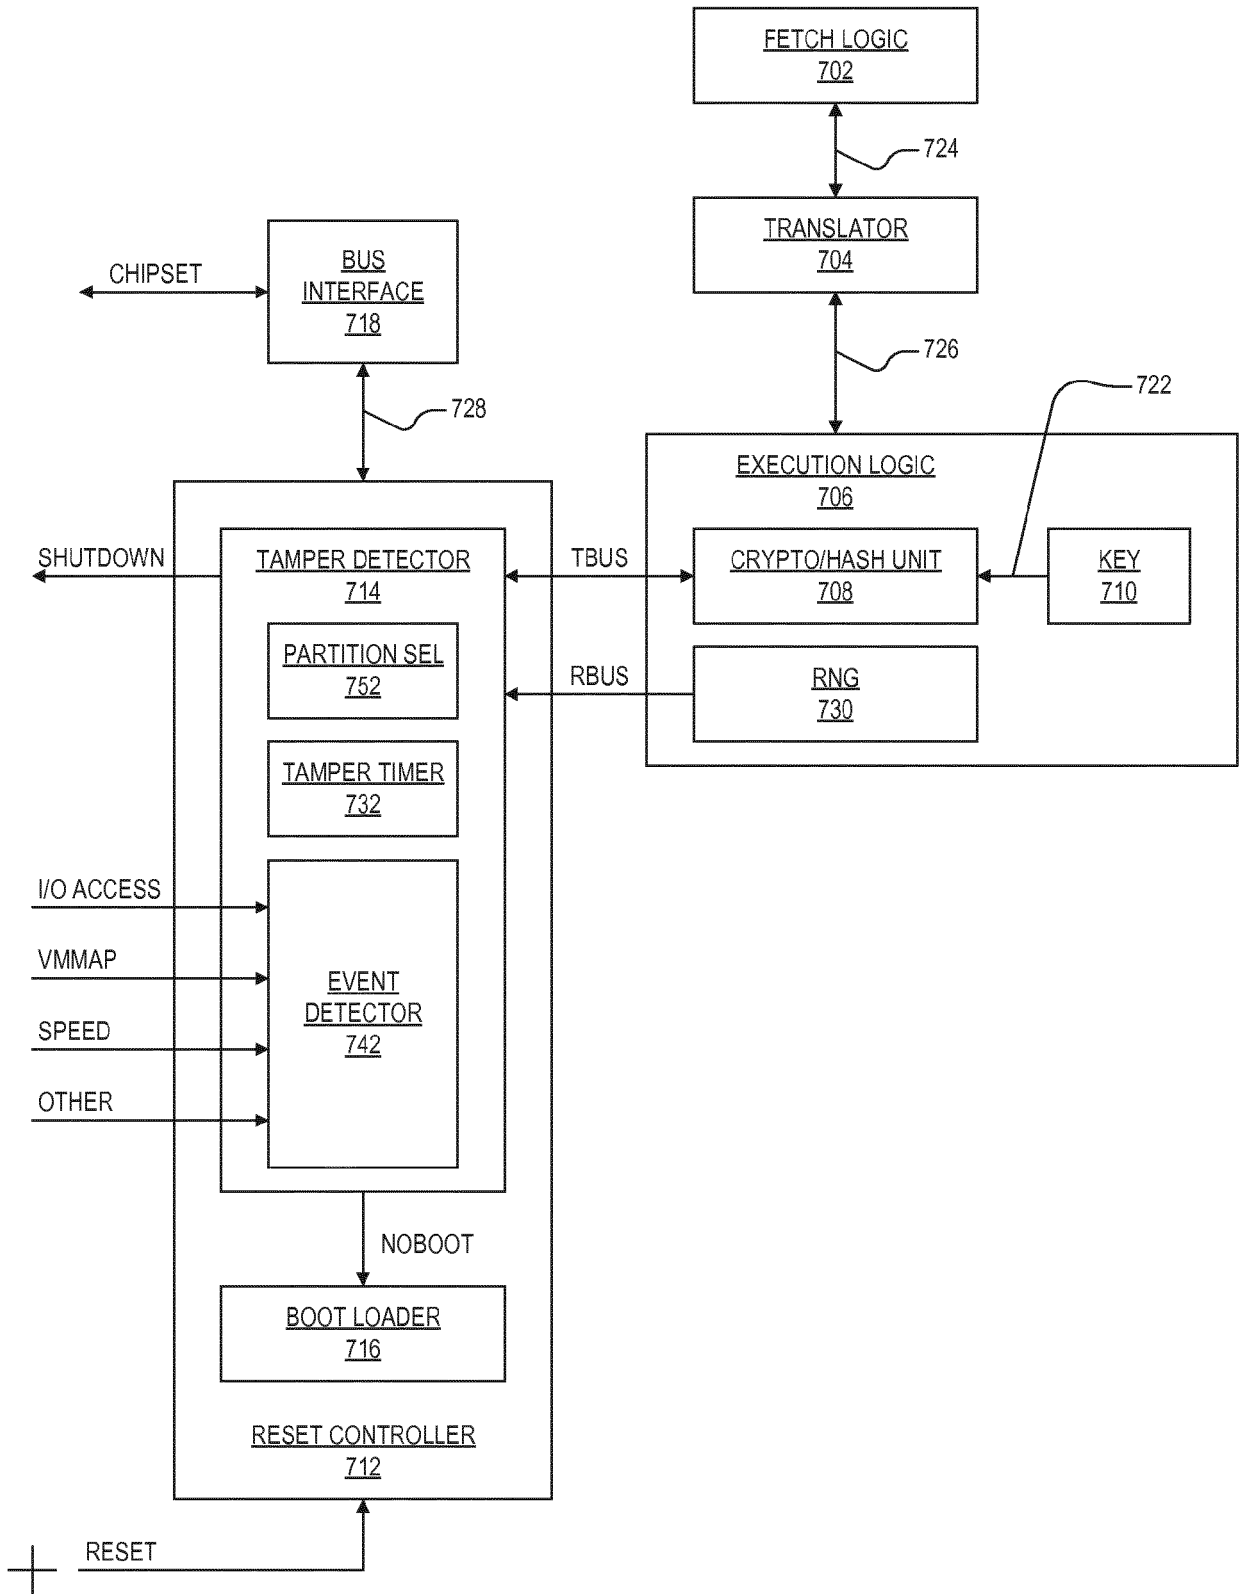 FETCH LOGIC
702
724
TRANSLATOR
704
BUS
INTERFACE
718
CHIPSET
726
722
728
EXECUTION LOGIC
706
SHUTDOWN
TAMPER DETECTOR
714
TBUS
CRYPTO/HASH UNIT
708
KEY
710
PARTITION SEL
752
RBUS
RNG
730
TAMPER TIMER
732
I/O ACCESS
VMMAP
SPEED
OTHER
EVENT
DETECTOR
742
NOBOOT
BOOT LOADER
716
RESET CONTROLLER
712
RESET